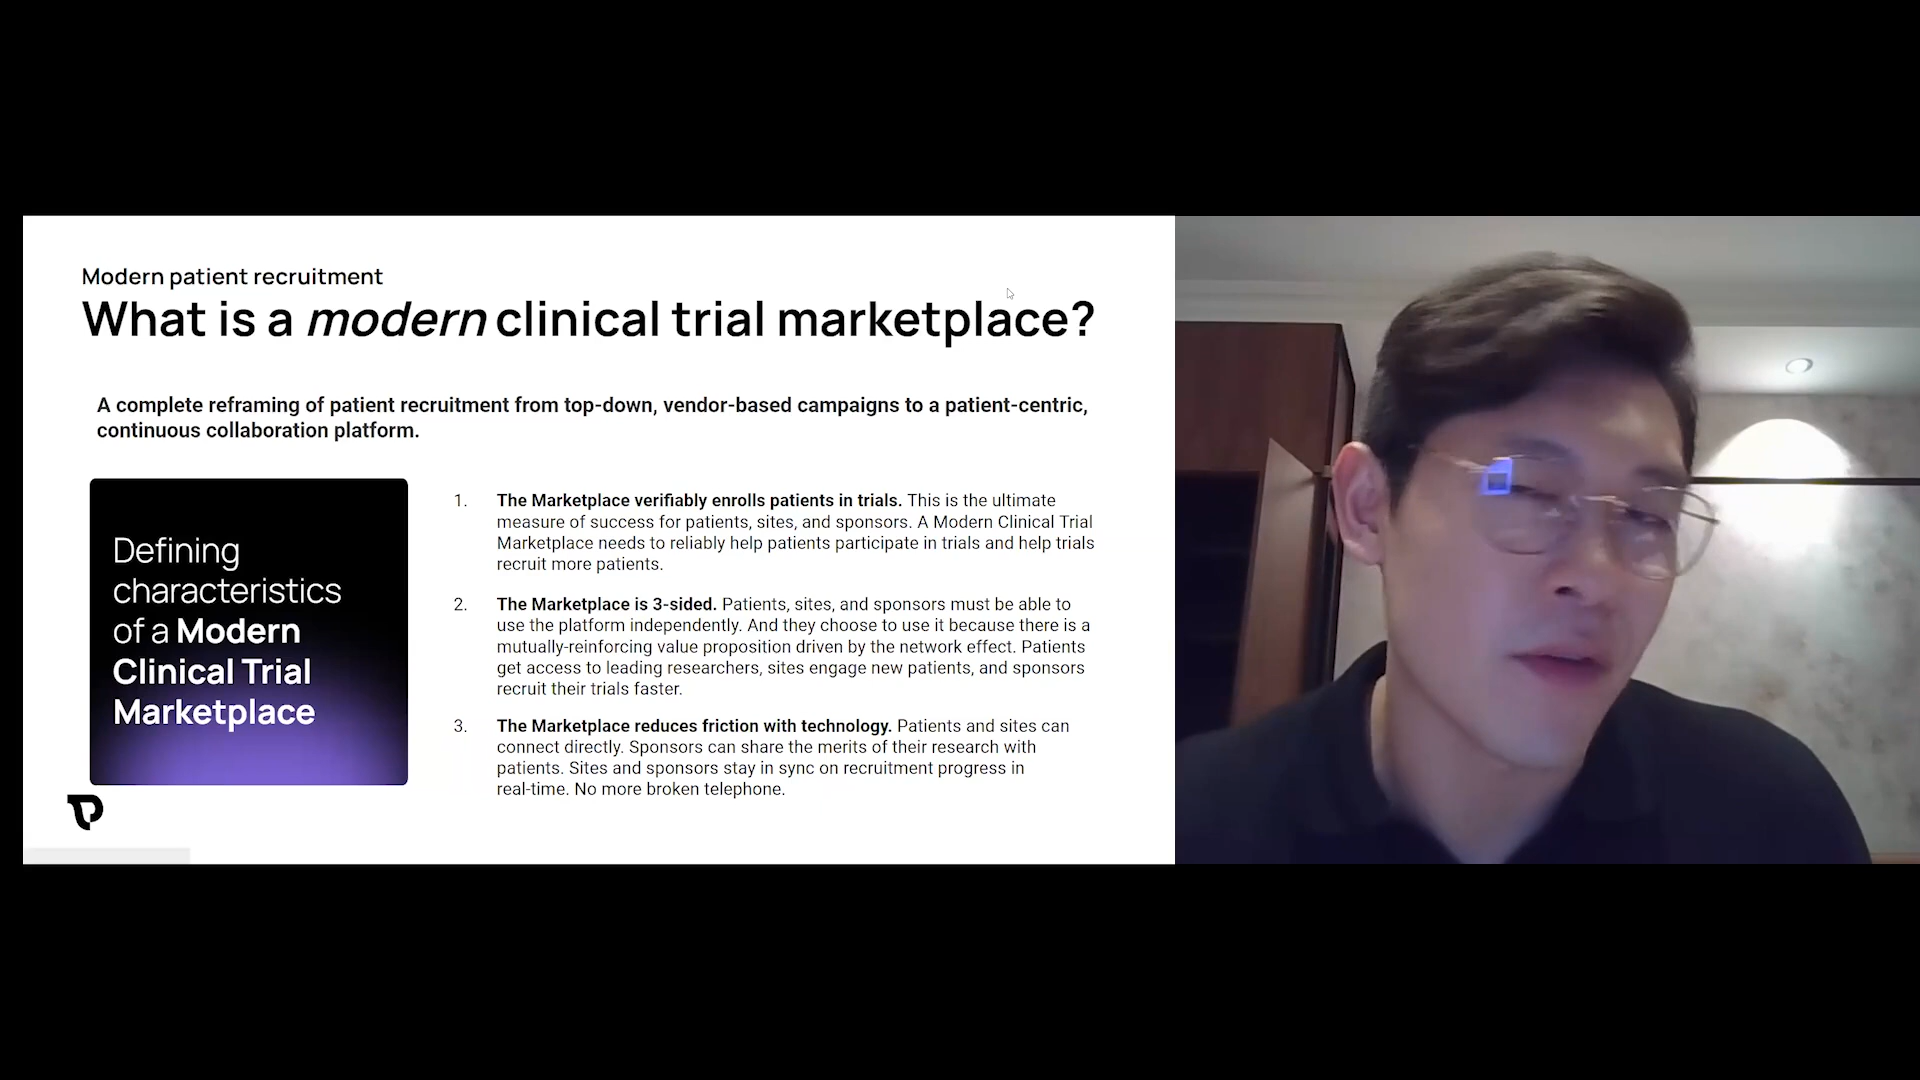 Modern patient recruitment
What is a modern clinical trial marketplace?
A complete reframing of patient recruitment from top-down, vendor-based campaigns to a patient-centric,
continuous collaboration platform.
Defining
characteristics
of a Modern
Clinical Trial
Marketplace
1. The Marketplace verifiably enrolls patients in trials. This is the ultimate
measure of success for patients, sites, and sponsors. A Modern Clinical Trial
Marketplace needs to reliably help patients participate in trials and help trials
recruit more patients.
2. The Marketplace is 3-sided. Patients, sites, and sponsors must be able to
use the platform independently. And they choose to use it because there is a
mutually-reinforcing value proposition driven by the network effect. Patients
get access to leading researchers, sites engage new patients, and sponsors
recruit their trials faster.
3. The Marketplace reduces friction with technology. Patients and sites can
connect directly. Sponsors can share the merits of their research with
patients. Sites and sponsors stay in sync on recruitment progress in
real-time. No more broken telephone.